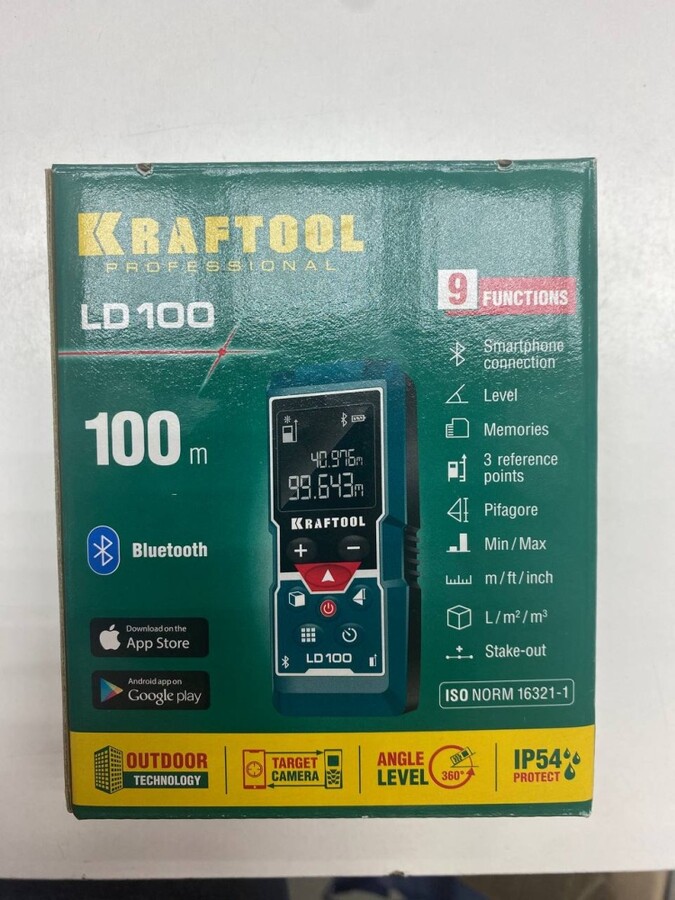 KRAFTOOL
PROFESSIONAL
LD 100
100 m
Bluetooth
Download on the
App Store
Android app on
Google play
9 FUNCTIONS
Smartphone
connection
Level
Memories
3 reference
points
Pifagore
Min / Max
m / ft / inch
L / m² / m³
Stake-out
ISO NORM 16321-1
40.976m
99.643m
KRAFTOOL
LD 100
OUTDOOR
TECHNOLOGY
TARGET
CAMERA
ANGLE
LEVEL
360°
IP54
PROTECT